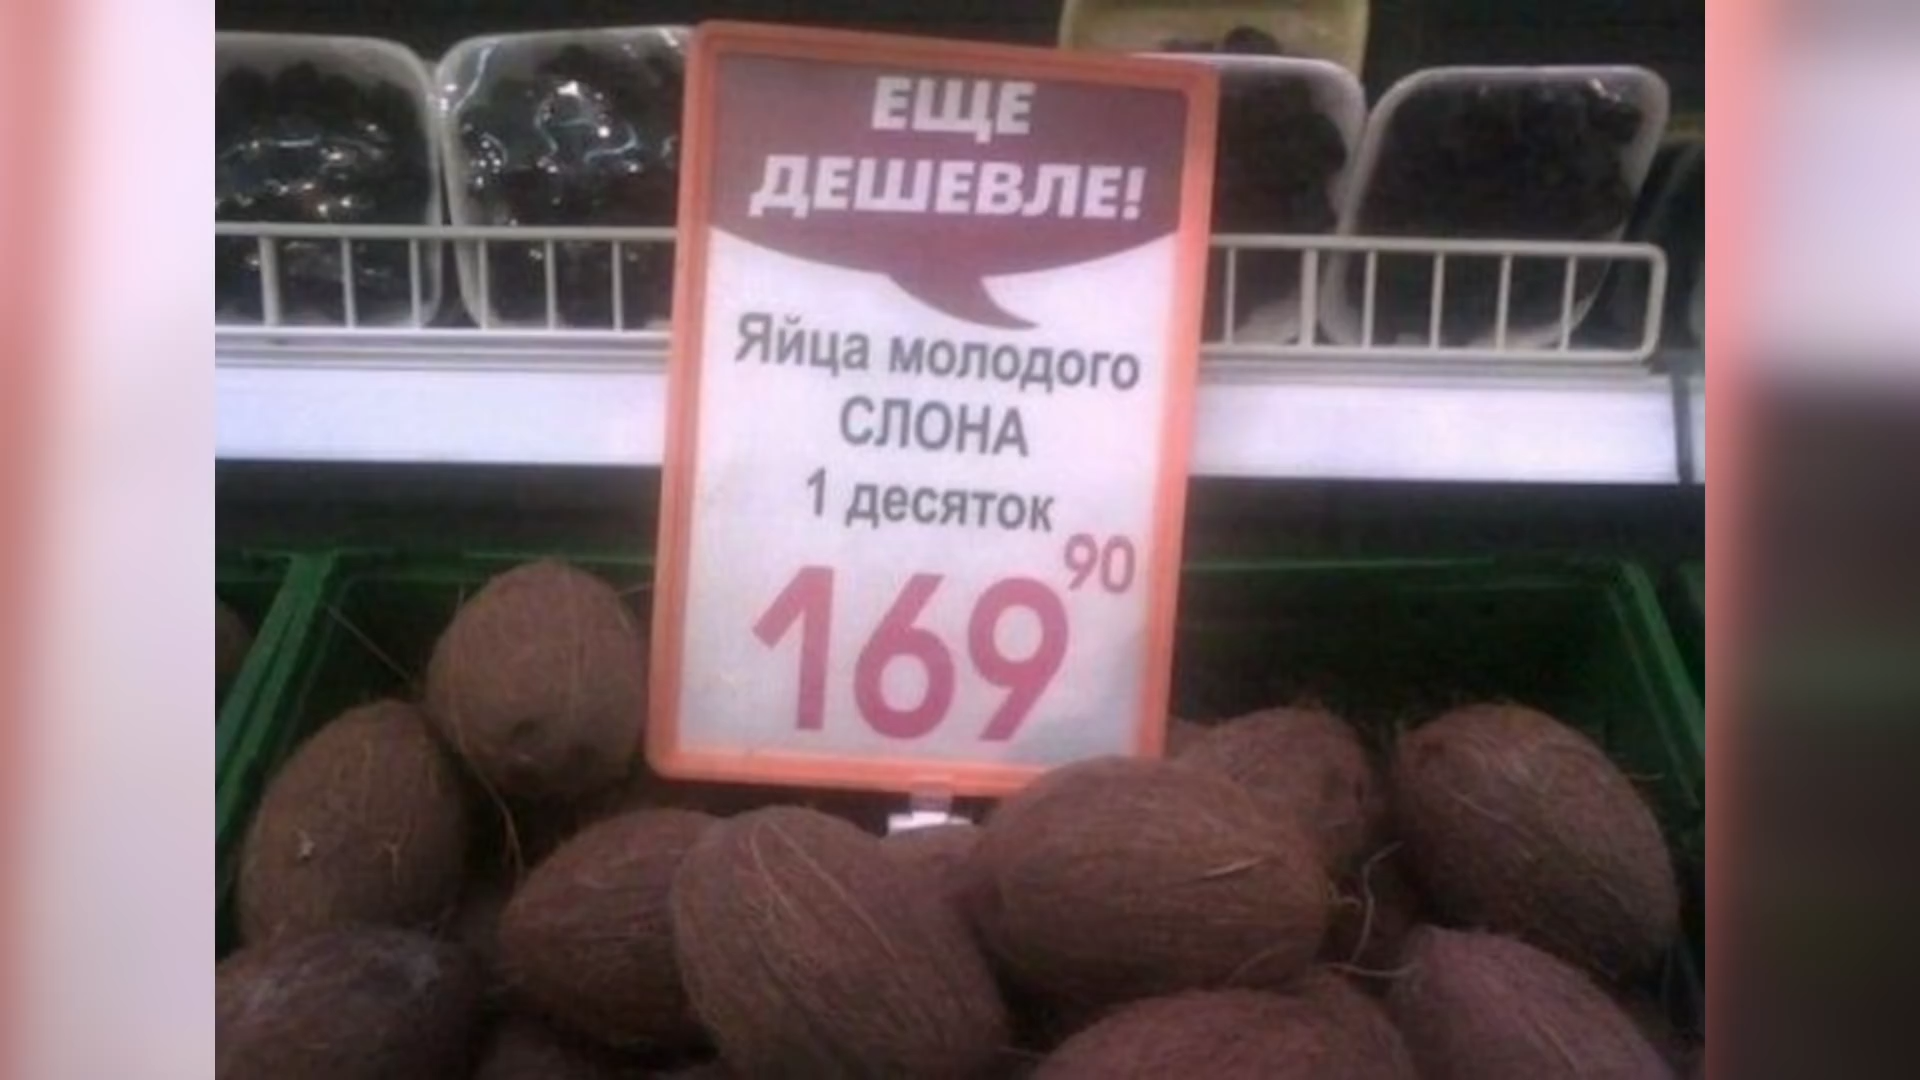 ЕЩЕ
ДЕШЕВЛЕ!
Яйца молодого
СЛОНА
1 десяток
169 90